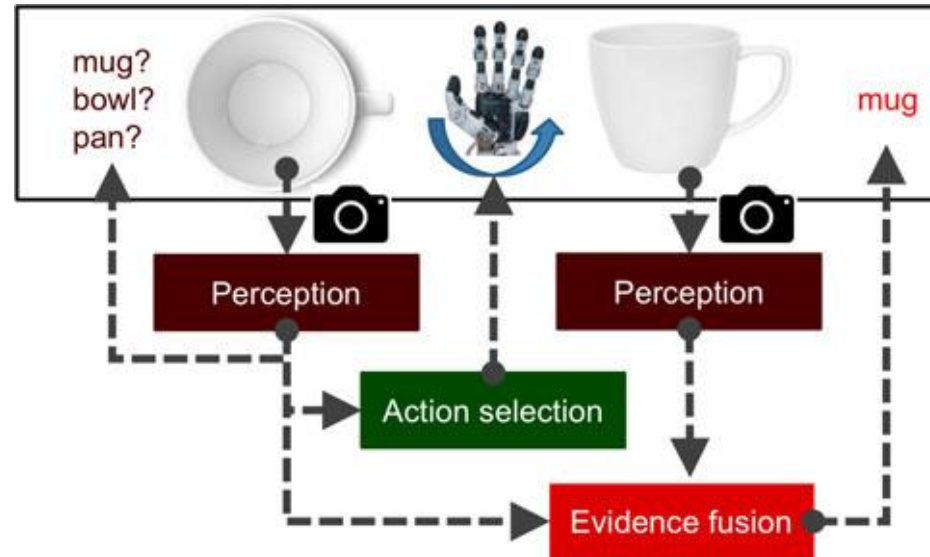 mug?
bowl?
pan?
mug
Perception
Perception
Action selection
Evidence fusion